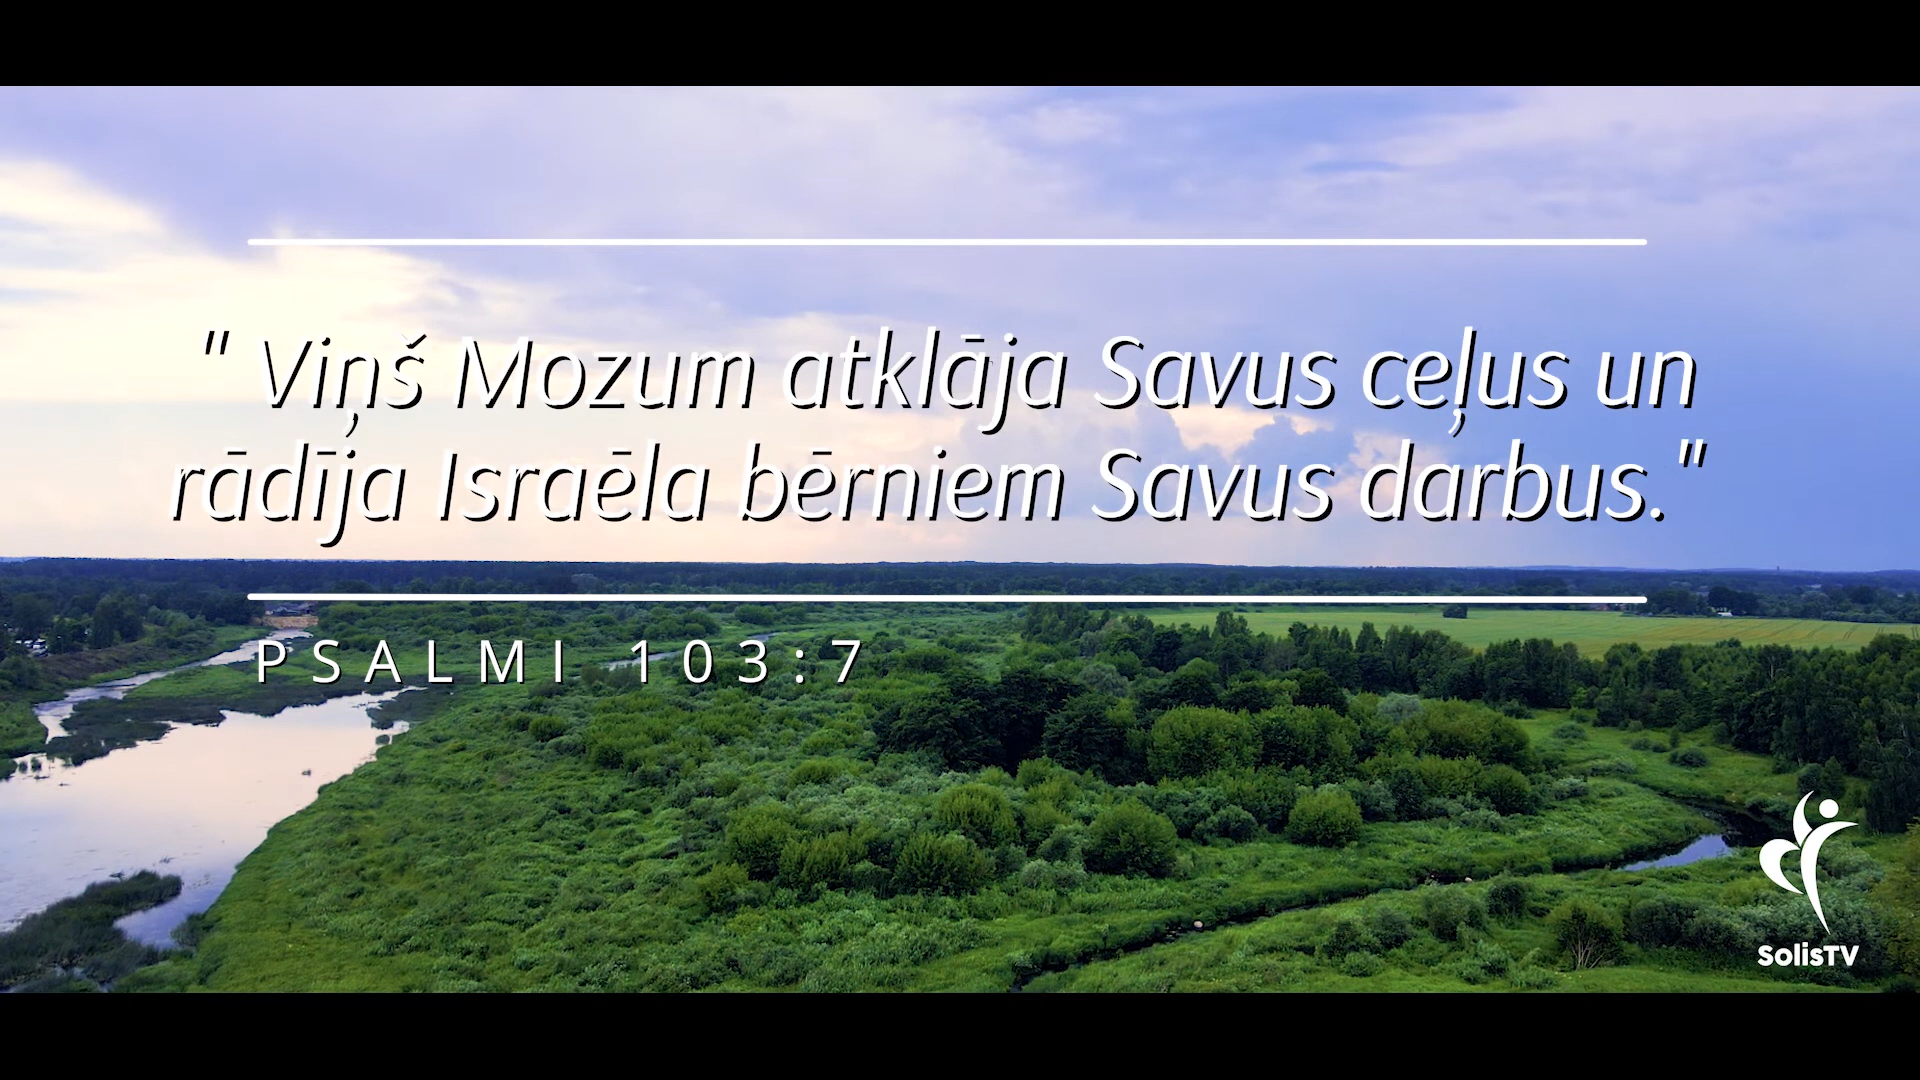 " Viņš Mozum atklāja Savus ceļus un
rādīja Israēla bērniem Savus darbus."
PSALMI 103:7
SolisTV